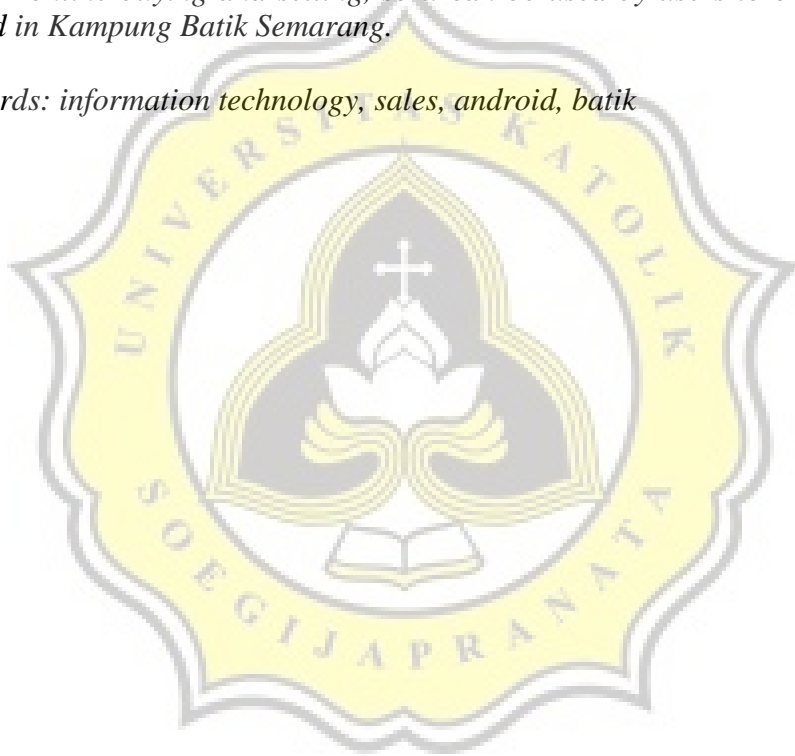 in Kampung Batik Semarang.
rds: information technology, sales, android, batik
UNIVERSITAS KATOLIK
SOEGIJAPRANATA